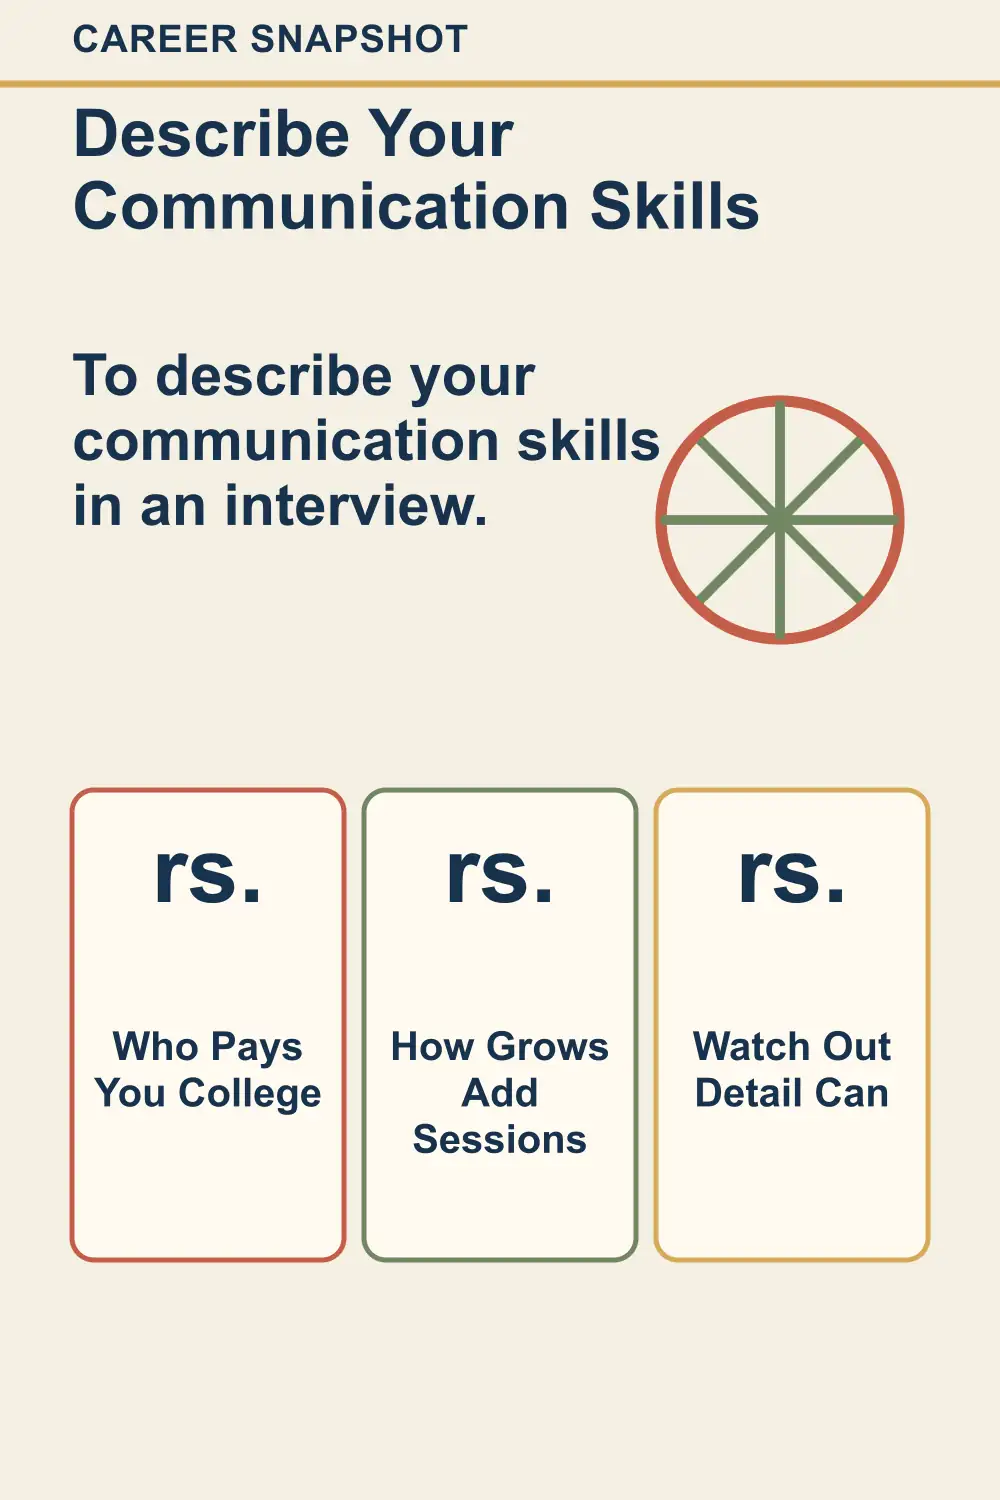 CAREER SNAPSHOT
Describe Your
Communication Skills
To describe your
communication skills
in an interview.
rs.
Who Pays
You College
rs.
How Grows
Add
Sessions
rs.
Watch Out
Detail Can